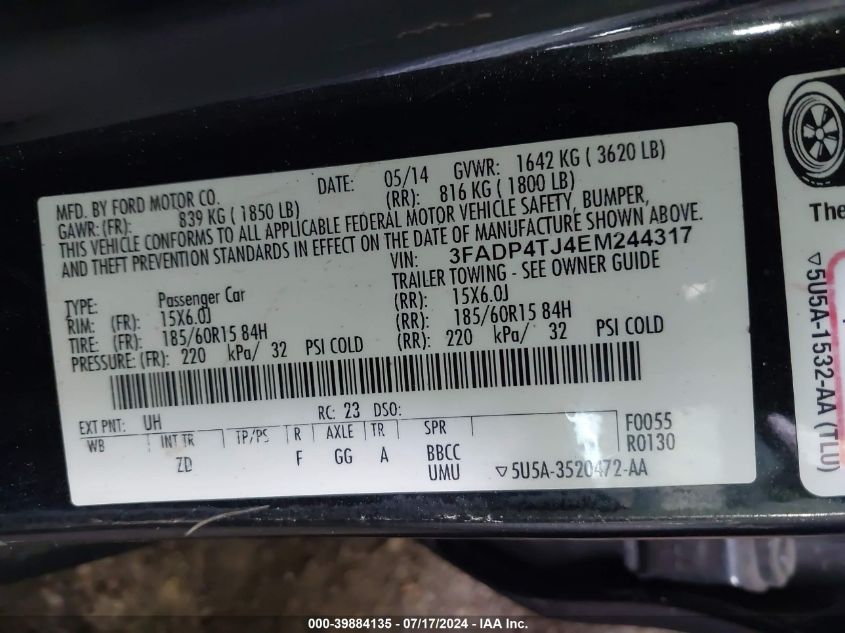 MFD. BY FORD MOTOR CO. DATE: 05/14 GVWR: 1642 KG ( 3620 LB)
GAWR: (FR): 839 KG ( 1850 LB) (RR): 816 KG ( 1800 LB)
THIS VEHICLE CONFORMS TO ALL APPLICABLE FEDERAL MOTOR VEHICLE SAFETY, BUMPER,
AND THEFT PREVENTION STANDARDS IN EFFECT ON THE DATE OF MANUFACTURE SHOWN ABOVE.
VIN: 3FADP4TJ4EM244317
TRAILER TOWING - SEE OWNER GUIDE
TYPE: Passenger Car
RIM: (FR): 15X6.0J (RR): 15X6.0J
TIRE: (FR): 185/60R15 84H (RR): 185/60R15 84H
PRESSURE: (FR): 220 kPa/ 32 PSI COLD (RR): 220 kPa/ 32 PSI COLD
EXT PNT: UH RC: 23 DSO:
WB INT TR TP/PS R AXLE TR SPR F0055
ZD F GG A BBCC R0130
UMU ▽5U5A-3520472-AA
The
▽5U5A-1532-AA (TLU)
000-39884135 - 07/17/2024 - IAA Inc.